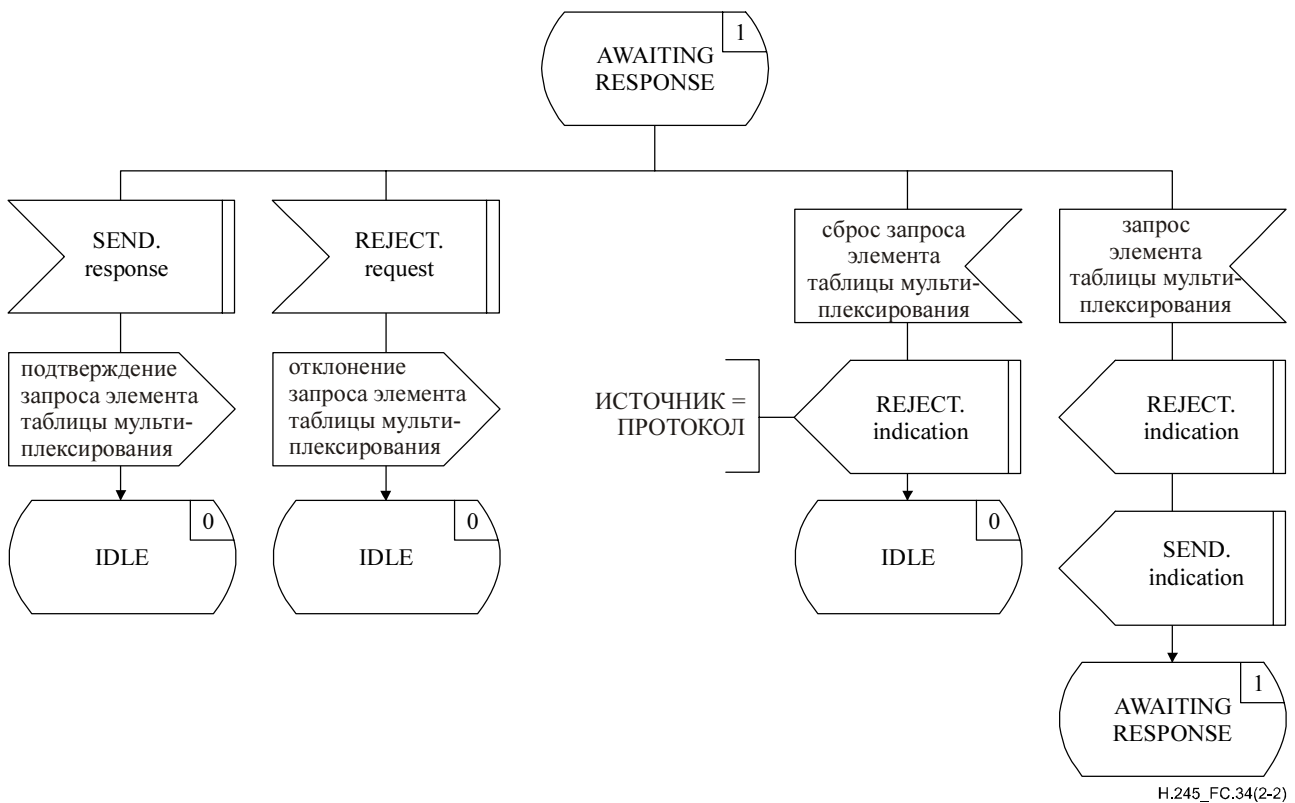 1
AWAITING
RESPONSE
SEND.
response
REJECT.
request
сброс запроса
элемента
таблицы мульти-
плексирования
запрос
элемента
таблицы мульти-
плексирования
подтверждение
запроса элемента
таблицы мульти-
плексирования
отклонение
запроса элемента
таблицы мульти-
плексирования
ИСТОЧНИК =
ПРОТОКОЛ
REJECT.
indication
REJECT.
indication
0
IDLE
0
IDLE
0
IDLE
SEND.
indication
1
AWAITING
RESPONSE
H.245_FC.34(2-2)